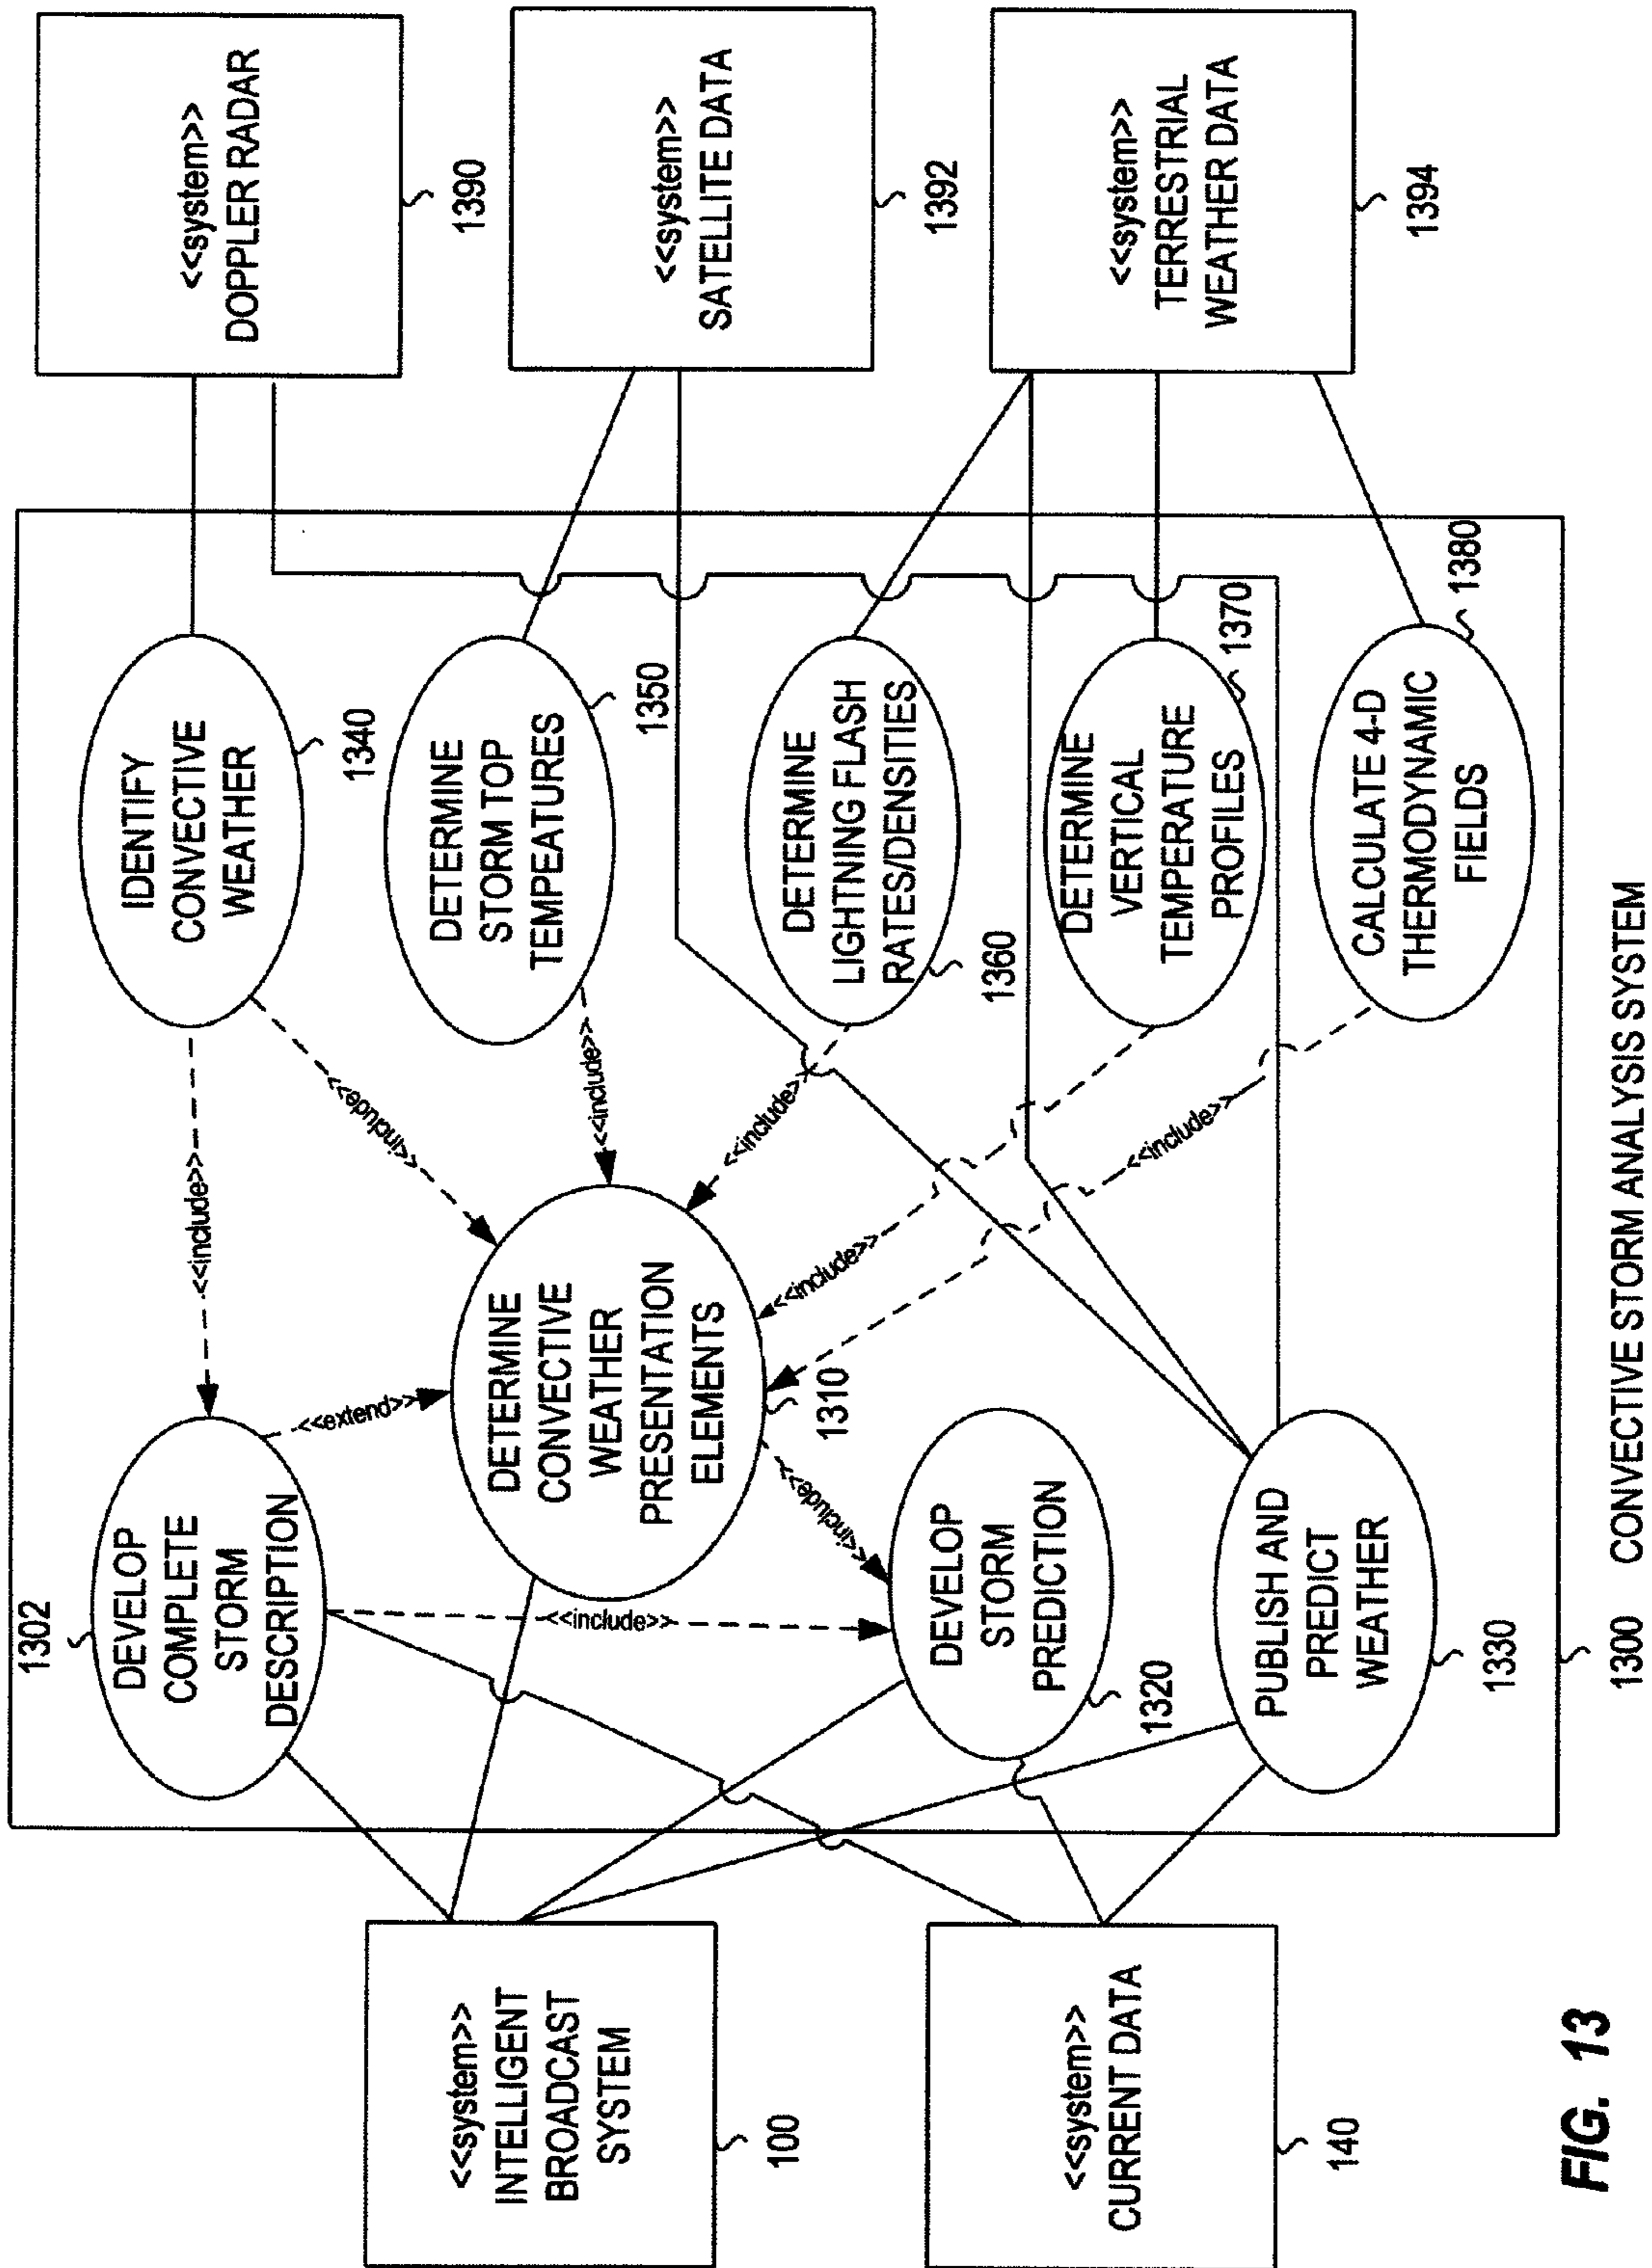 <<system>>
INTELLIGENT
BROADCAST
SYSTEM
100
<<system>>
CURRENT DATA
140
1302
DEVELOP
COMPLETE
STORM
DESCRIPTION
<<include>>
<<extend>>
<<include>>
<<include>>
DETERMINE
CONVECTIVE
WEATHER
PRESENTATION
ELEMENTS
1310
<<include>>
<<include>>
<<include>>
<<include>>
<<include>>
DEVELOP
STORM
PREDICTION
1320
PUBLISH AND
PREDICT
WEATHER
1330
IDENTIFY
CONVECTIVE
WEATHER
1340
DETERMINE
STORM TOP
TEMPEATURES
1350
DETERMINE
LIGHTNING FLASH
RATES/DENSITIES
1360
DETERMINE
VERTICAL
TEMPERATURE
PROFILES
1370
CALCULATE 4-D
THERMODYNAMIC
FIELDS
1380
<<system>>
DOPPLER RADAR
1390
<<system>>
SATELLITE DATA
1392
<<system>>
TERRESTRIAL
WEATHER DATA
1394
1300 CONVECTIVE STORM ANALYSIS SYSTEM
FIG. 13